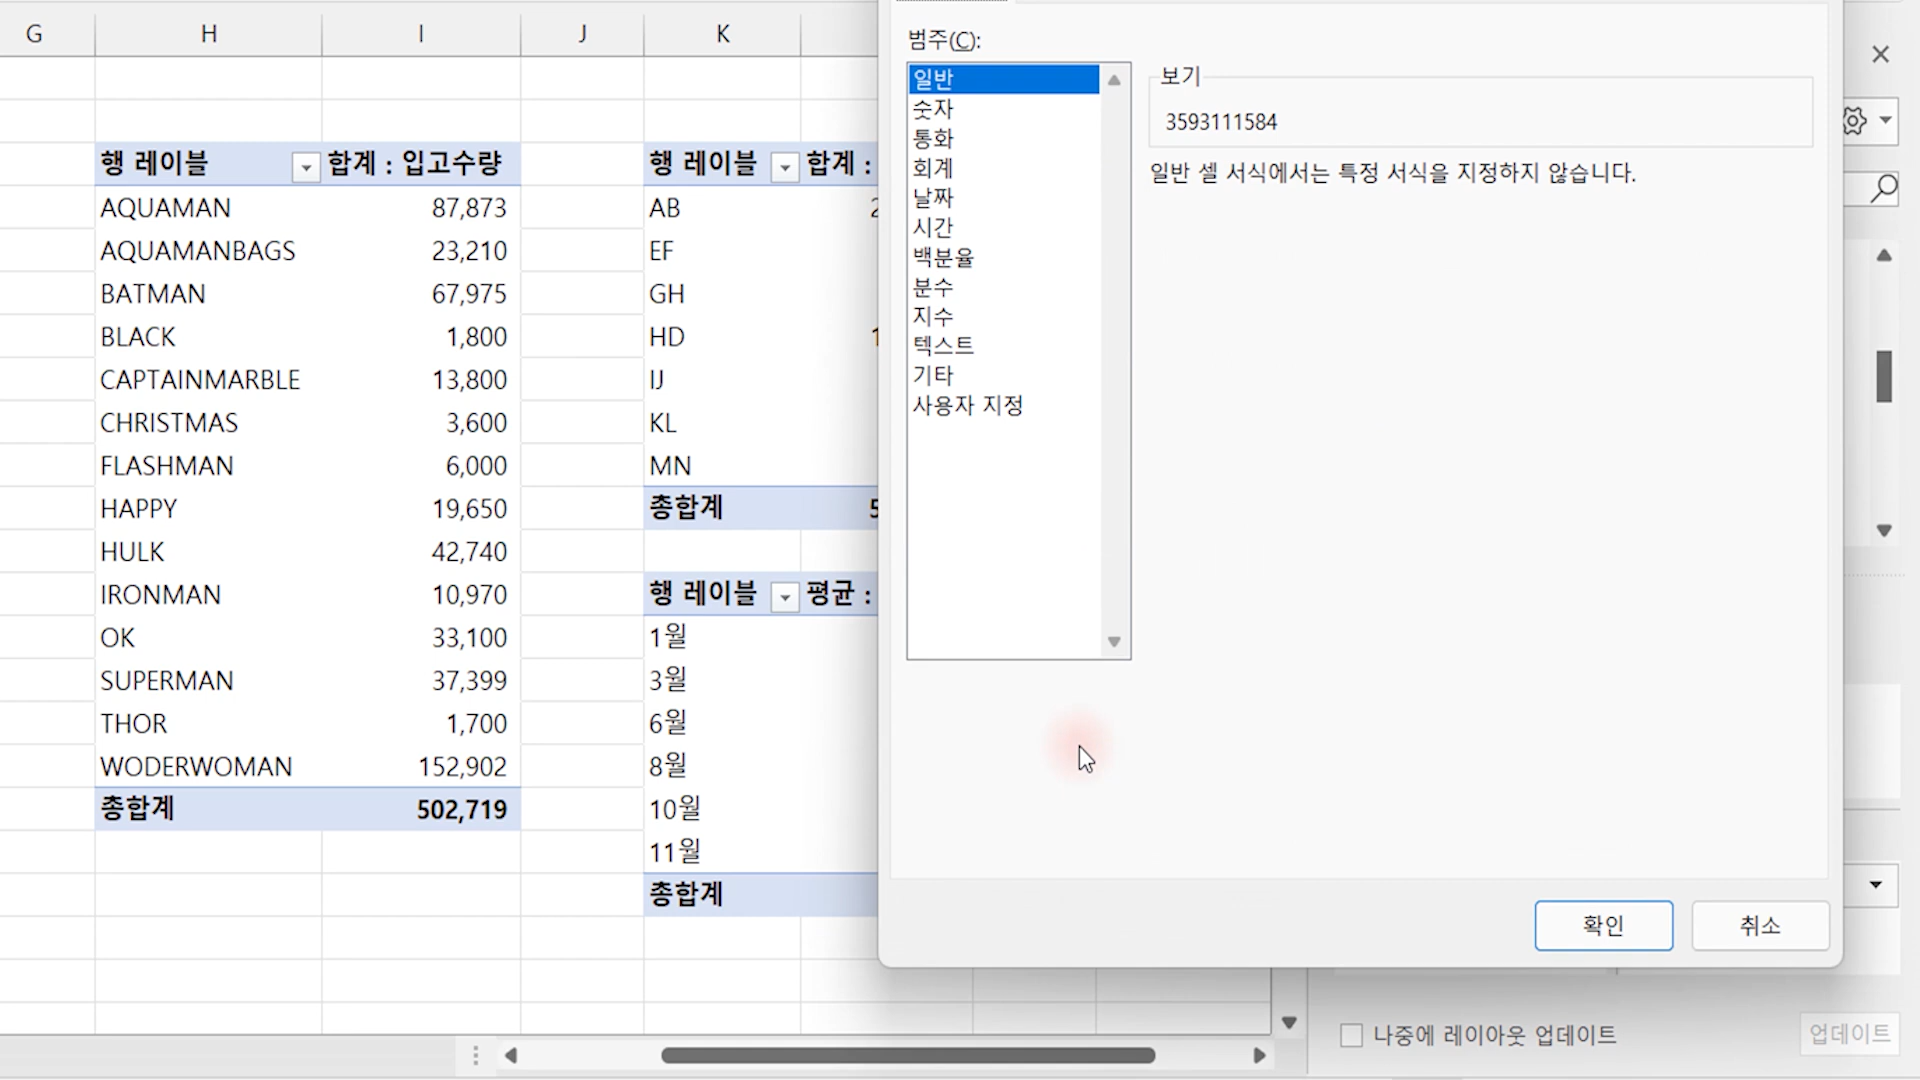 G H I J K
행 레이블 합계 : 입고수량
AQUAMAN 87,873
AQUAMANBAGS 23,210
BATMAN 67,975
BLACK 1,800
CAPTAINMARBLE 13,800
CHRISTMAS 3,600
FLASHMAN 6,000
HAPPY 19,650
HULK 42,740
IRONMAN 10,970
OK 33,100
SUPERMAN 37,399
THOR 1,700
WODERWOMAN 152,902
총합계 502,719
행 레이블 합계 :
AB 2
EF
GH
HD 1
IJ
KL
MN
총합계 5
행 레이블 평균 :
1월
3월
6월
8월
10월
11월
총합계
범주(C):
일반
숫자
통화
회계
날짜
시간
백분율
분수
지수
텍스트
기타
사용자 지정
보기
3593111584
일반 셀 서식에서는 특정 서식을 지정하지 않습니다.
확인 취소
나중에 레이아웃 업데이트 업데이트